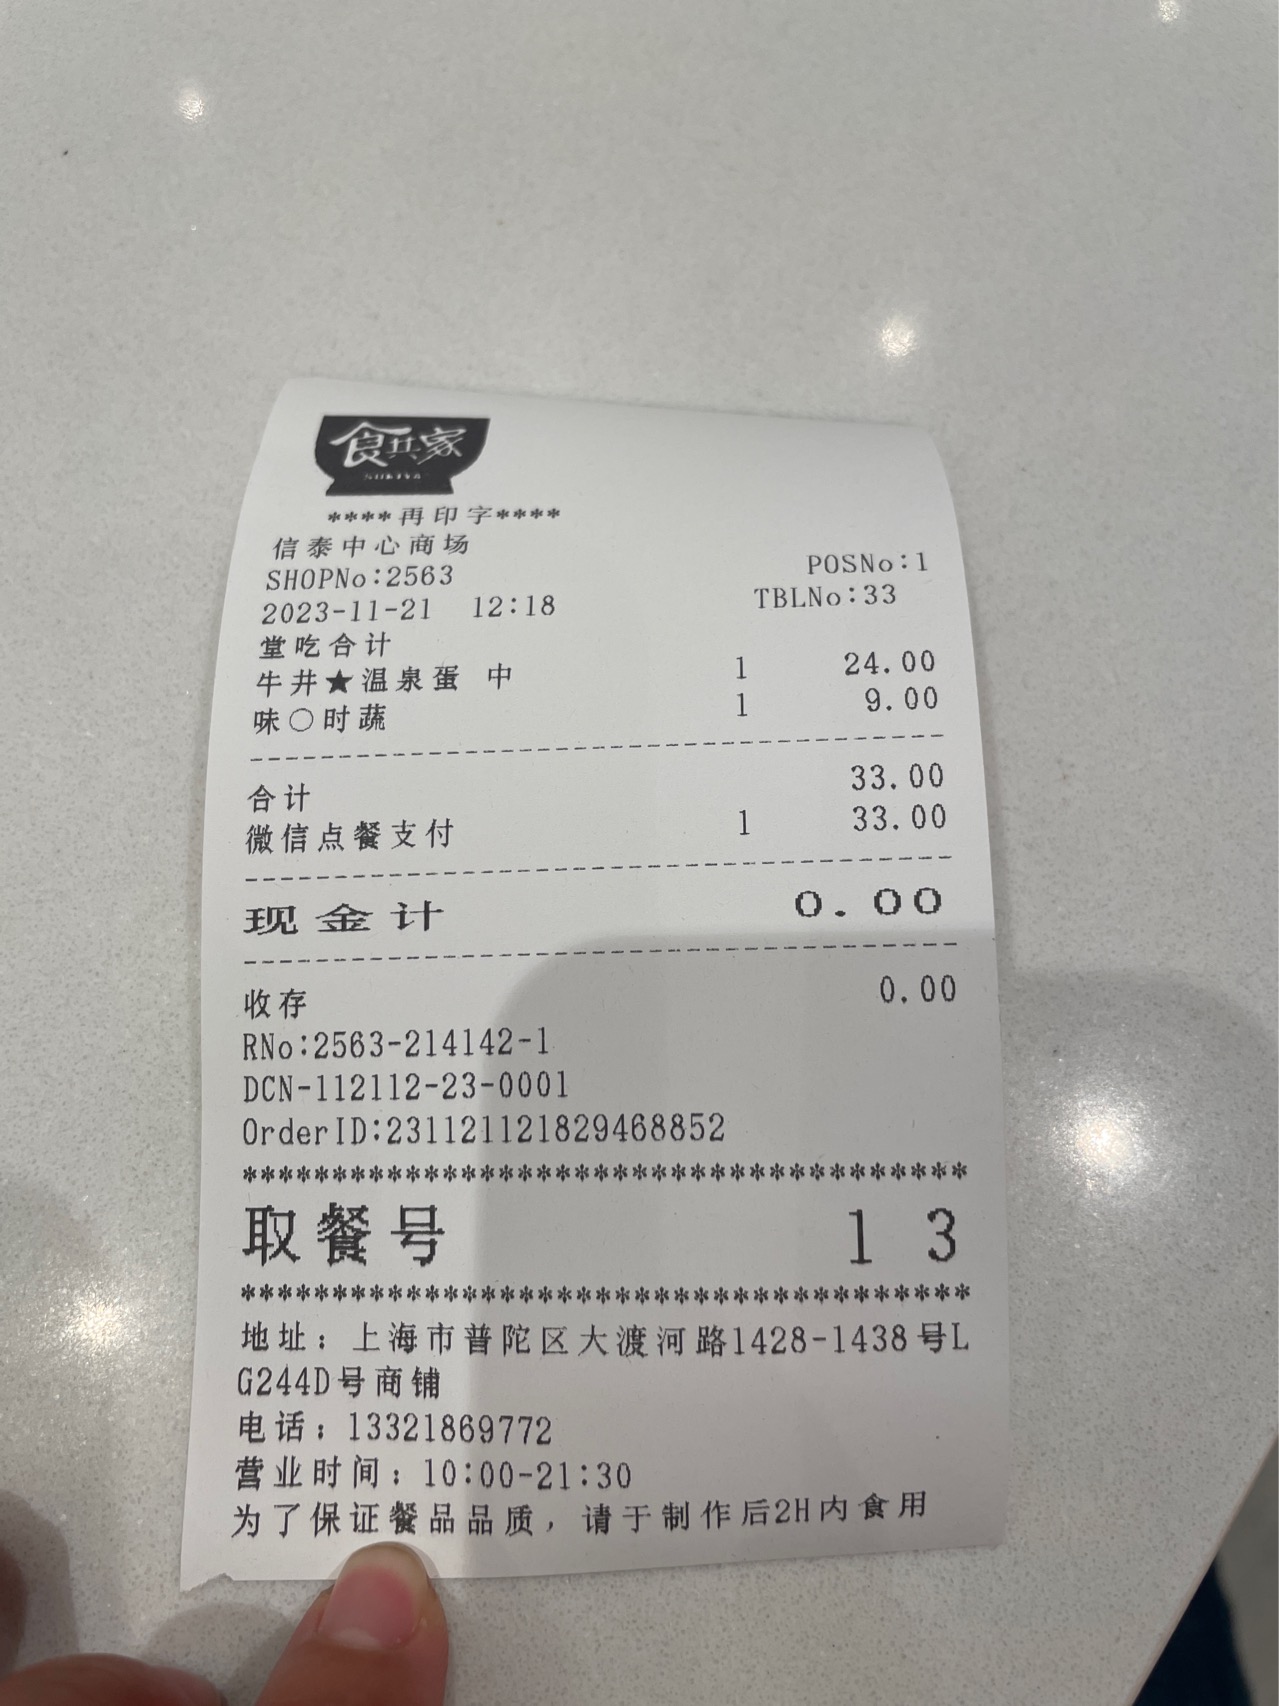 食其家
SUKIYA
****再印字****
信泰中心商场
SHOPNo:2563 POSNo:1
2023-11-21 12:18 TBLNo:33
堂吃合计
牛井★温泉蛋 中 1 24.00
味○时蔬 1 9.00
合计 33.00
微信点餐支付 1 33.00
现金计 0.00
收存 0.00
RNo:2563-214142-1
DCN-112112-23-0001
OrderID:231121121829468852
****************************************
取餐号 13
****************************************
地址：上海市普陀区大渡河路1428-1438号L
G244D号商铺
电话：13321869772
营业时间：10:00-21:30
为了保证餐品品质，请于制作后2H内食用